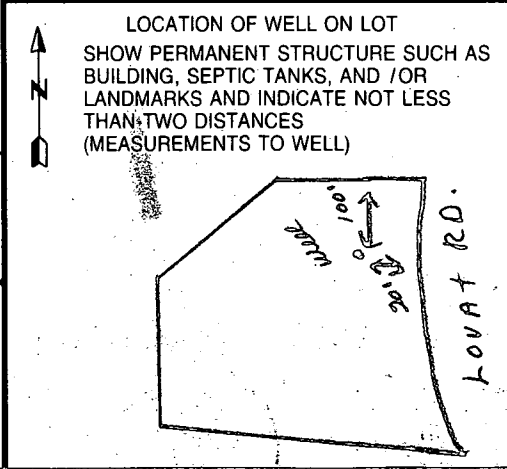 LOCATION OF WELL ON LOT
SHOW PERMANENT STRUCTURE SUCH AS
BUILDING, SEPTIC TANKS, AND /OR
LANDMARKS AND INDICATE NOT LESS
THAN TWO DISTANCES
(MEASUREMENTS TO WELL)
N
100'
well
20'
LOVAT RD.